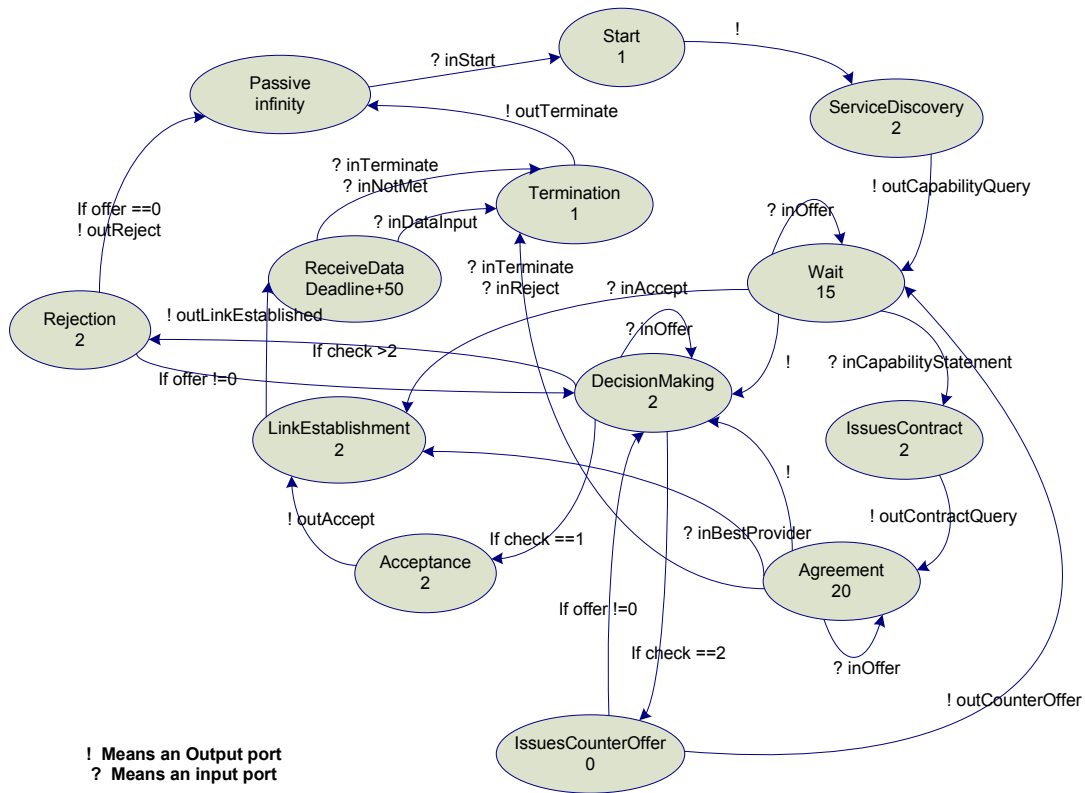 Start
1
!
? inStart
Passive
infinity
ServiceDiscovery
2
! outTerminate
? inTerminate
? inNotMet
Termination
1
! outCapabilityQuery
If offer ==0
! outReject
? inDataInput
? inOffer
ReceiveData
Deadline+50
? inTerminate
? inReject
Wait
15
? inAccept
Rejection
2
! outLinkEstablished
? inOffer
If check >2
!
? inCapabilityStatement
If offer !=0
DecisionMaking
2
LinkEstablishment
2
IssuesContract
2
!
! outAccept
? inBestProvider
! outContractQuery
If check ==1
Acceptance
2
Agreement
20
If offer !=0
If check ==2
? inOffer
! outCounterOffer
IssuesCounterOffer
0
! Means an Output port
? Means an input port